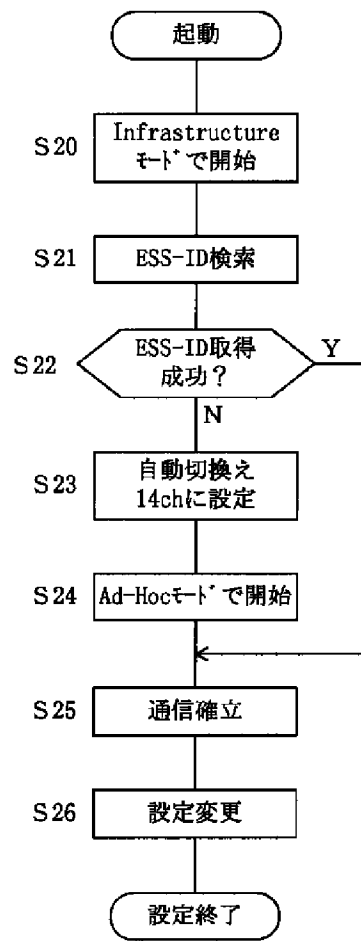 起動
S20
Infrastructure
ﾓｰﾄﾞで開始
S21
ESS-ID検索
S22
ESS-ID取得
成功？
Y
N
S23
自動切換え
14chに設定
S24
Ad-Hocﾓｰﾄﾞで開始
S25
通信確立
S26
設定変更
設定終了